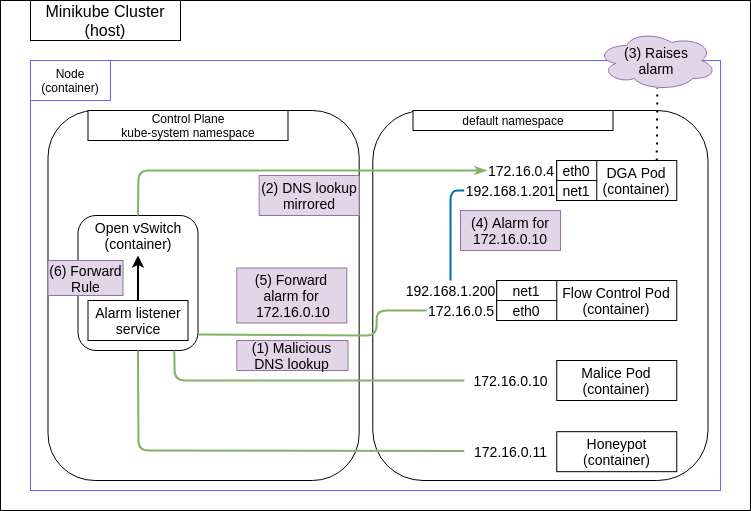 Minikube Cluster
(host)
(3) Raises
alarm
Node
(container)
Control Plane
kube-system namespace
default namespace
172.16.0.4
eth0
DGA Pod
(container)
192.168.1.201
net1
(2) DNS lookup
mirrored
(4) Alarm for
172.16.0.10
Open vSwitch
(container)
(6) Forward
Rule
(5) Forward
alarm for
172.16.0.10
Alarm listener
service
192.168.1.200
net1
Flow Control Pod
(container)
172.16.0.5
eth0
(1) Malicious
DNS lookup
172.16.0.10
Malice Pod
(container)
172.16.0.11
Honeypot
(container)